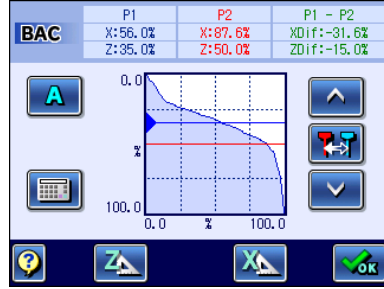 BAC
P1 P2 P1 - P2
X:56.0% X:87.6% XDif:-31.6%
Z:35.0% Z:50.0% ZDif:-15.0%
A
0.0
%
100.0
0.0 % 100.0
? Z X OK